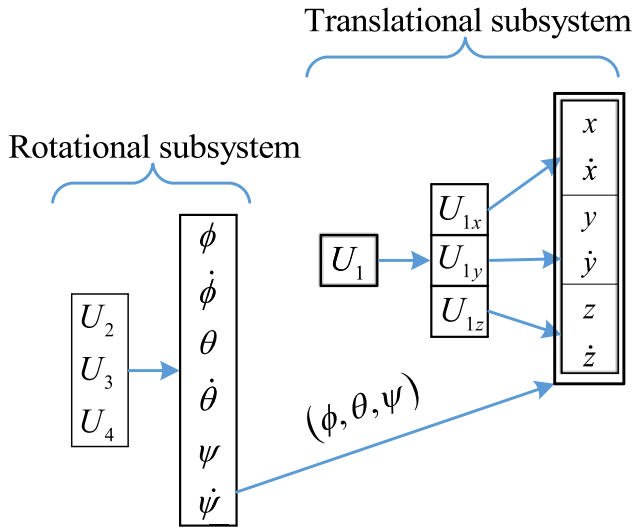 Translational subsystem
Rotational subsystem
U₂
U₃
U₄
ϕ
ϕ̇
θ
θ̇
ψ
ψ̇
(ϕ, θ, ψ)
U₁
U₁ₓ
U₁y
U₁z
x
ẋ
y
ẏ
z
ż